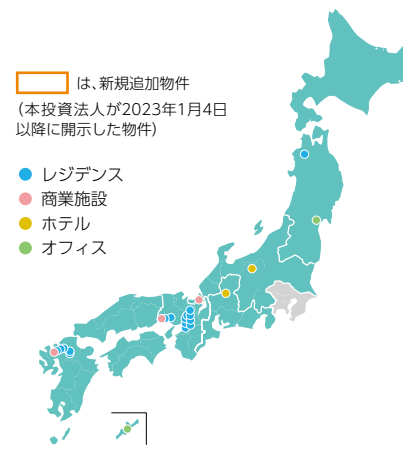 は、新規追加物件
(本投資法人が2023年1月4日
以降に開示した物件)
レジデンス
商業施設
ホテル
オフィス